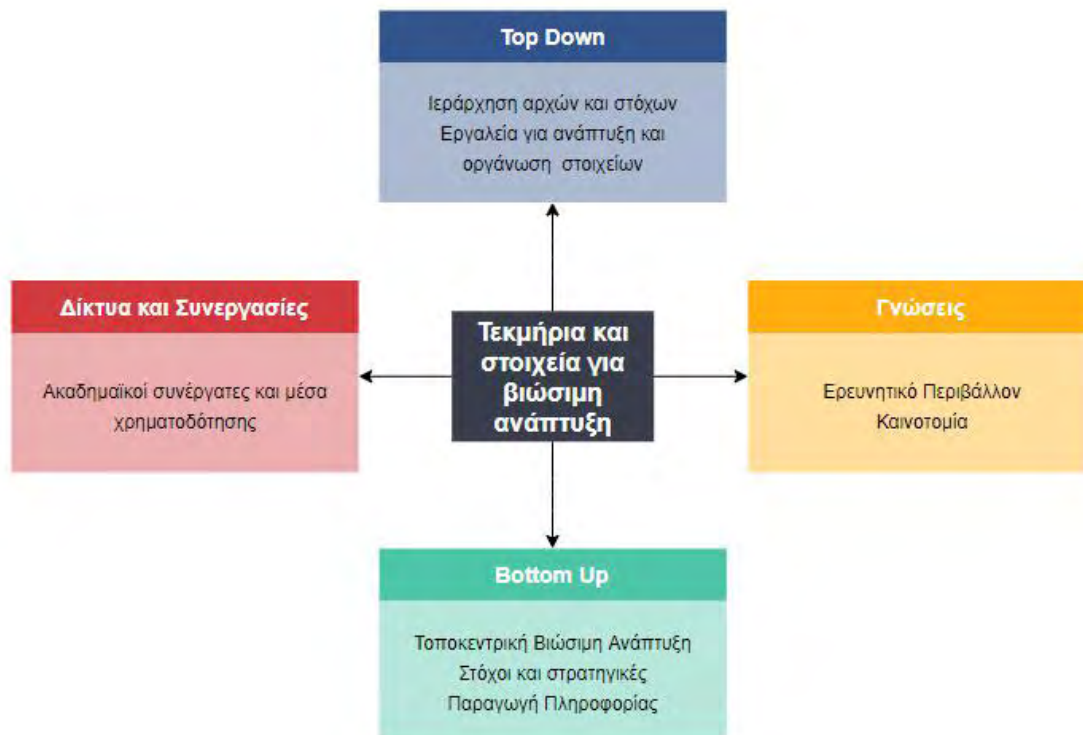 Top Down
Ιεράρχηση αρχών και στόχων
Εργαλεία για ανάπτυξη και
οργάνωση στοιχείων
Δίκτυα και Συνεργασίες
Ακαδημαϊκοί συνέργατες και μέσα
χρηματοδότησης
Τεκμήρια και
στοιχεία για
βιώσιμη
ανάπτυξη
Γνώσεις
Ερευνητικό Περιβάλλον
Καινοτομία
Bottom Up
Τοποκεντρική Βιώσιμη Ανάπτυξη
Στόχοι και στρατηγικές
Παραγωγή Πληροφορίας